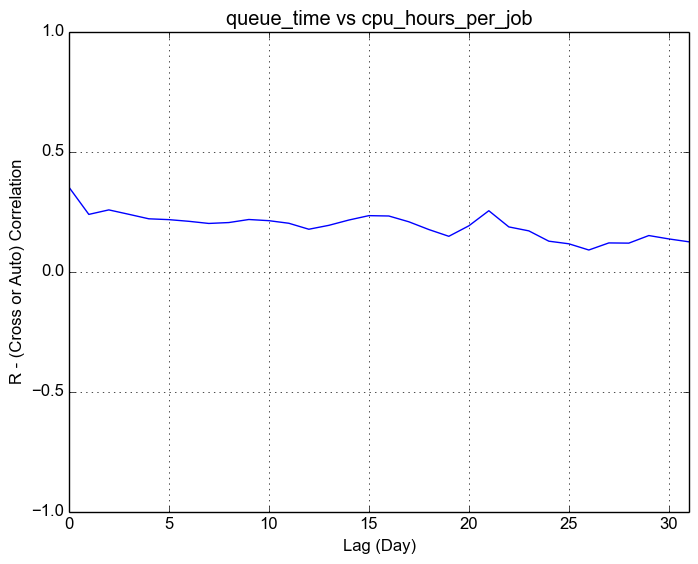 queue_time vs cpu_hours_per_job
1.0
0.5
0.0
−0.5
−1.0
R - (Cross or Auto) Correlation
0 5 10 15 20 25 30
Lag (Day)